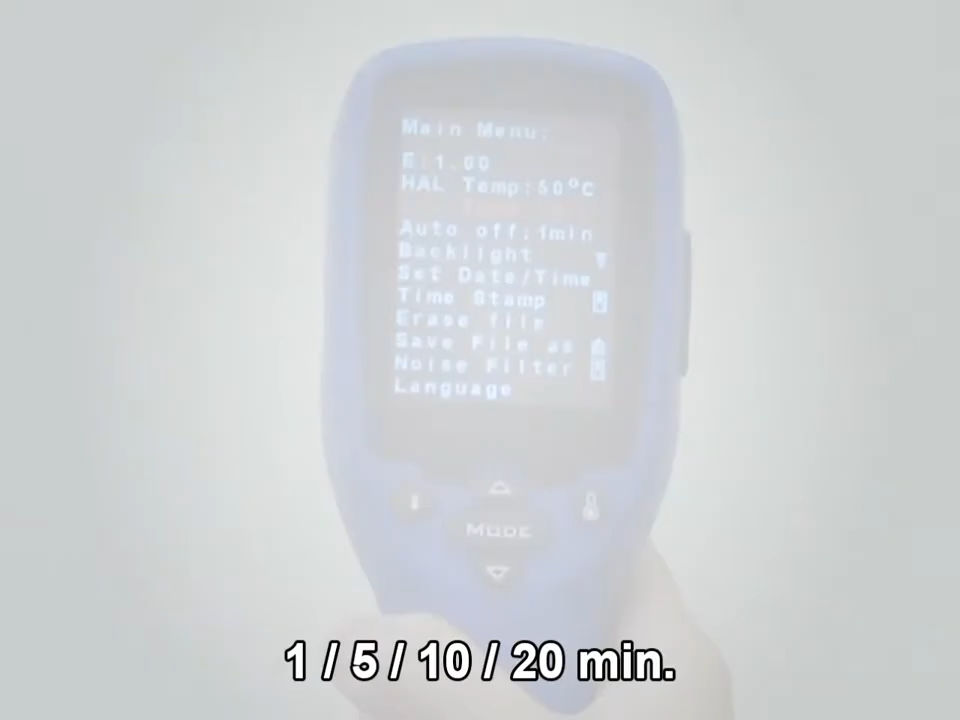 Main Menu:
E:1.00
HAL Temp:50°C
Auto off:1min
Backlight
Set Date/Time
Time Stamp
Erase file
Save File as
Noise Filter
Language
MODE
1 / 5 / 10 / 20 min.